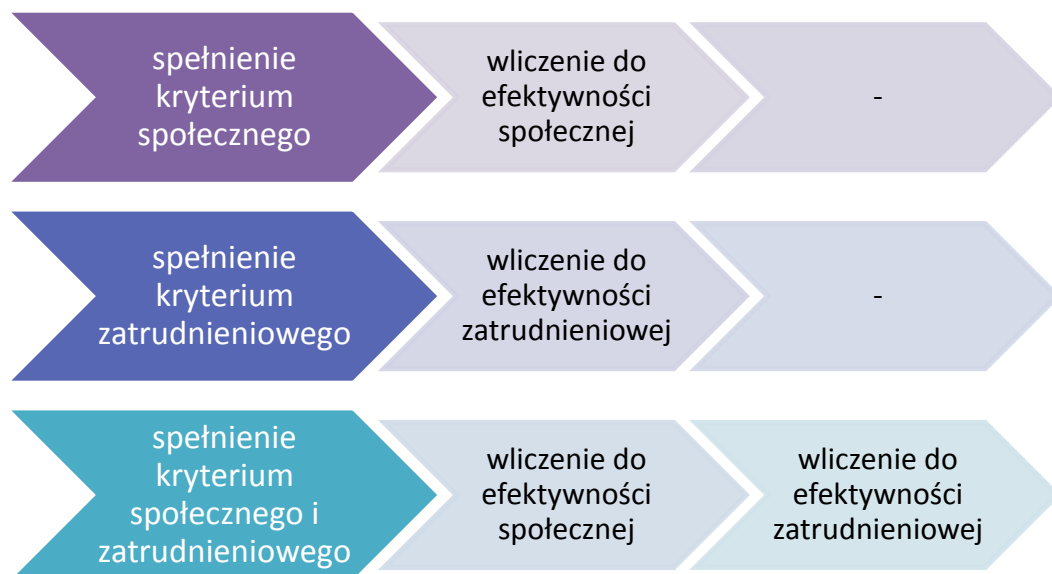 spełnienie
kryterium
społecznego
wliczenie do
efektywności
społecznej
-
spełnienie
kryterium
zatrudnieniowego
wliczenie do
efektywności
zatrudnieniowej
-
spełnienie
kryterium
społecznego i
zatrudnieniowego
wliczenie do
efektywności
społecznej
wliczenie do
efektywności
zatrudnieniowej